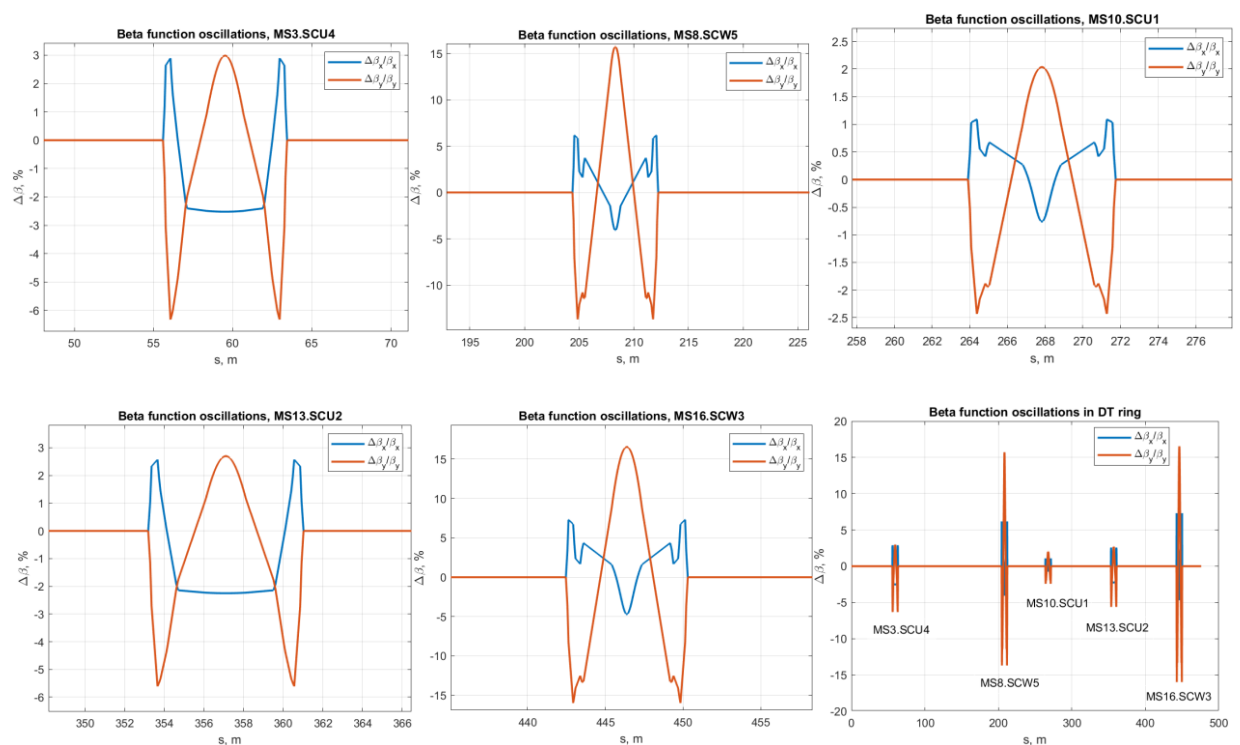 Beta function oscillations, MS3.SCU4
Δβx/βx
Δβy/βy
3
2
1
0
-1
-2
-3
-4
-5
-6
Δβ, %
50 55 60 65 70
s, m
Beta function oscillations, MS8.SCW5
Δβx/βx
Δβy/βy
15
10
5
0
-5
-10
Δβ, %
195 200 205 210 215 220 225
s, m
Beta function oscillations, MS10.SCU1
Δβx/βx
Δβy/βy
2.5
2
1.5
1
0.5
0
-0.5
-1
-1.5
-2
-2.5
Δβ, %
258 260 262 264 266 268 270 272 274 276
s, m
Beta function oscillations, MS13.SCU2
Δβx/βx
Δβy/βy
3
2
1
0
-1
-2
-3
-4
-5
-6
Δβ, %
350 352 354 356 358 360 362 364 366
s, m
Beta function oscillations, MS16.SCW3
Δβx/βx
Δβy/βy
15
10
5
0
-5
-10
-15
Δβ, %
440 445 450 455
s, m
Beta function oscillations in DT ring
Δβx/βx
Δβy/βy
20
15
10
5
0
-5
-10
-15
-20
Δβ, %
MS3.SCU4
MS8.SCW5
MS10.SCU1
MS13.SCU2
MS16.SCW3
0 100 200 300 400 500
s, m